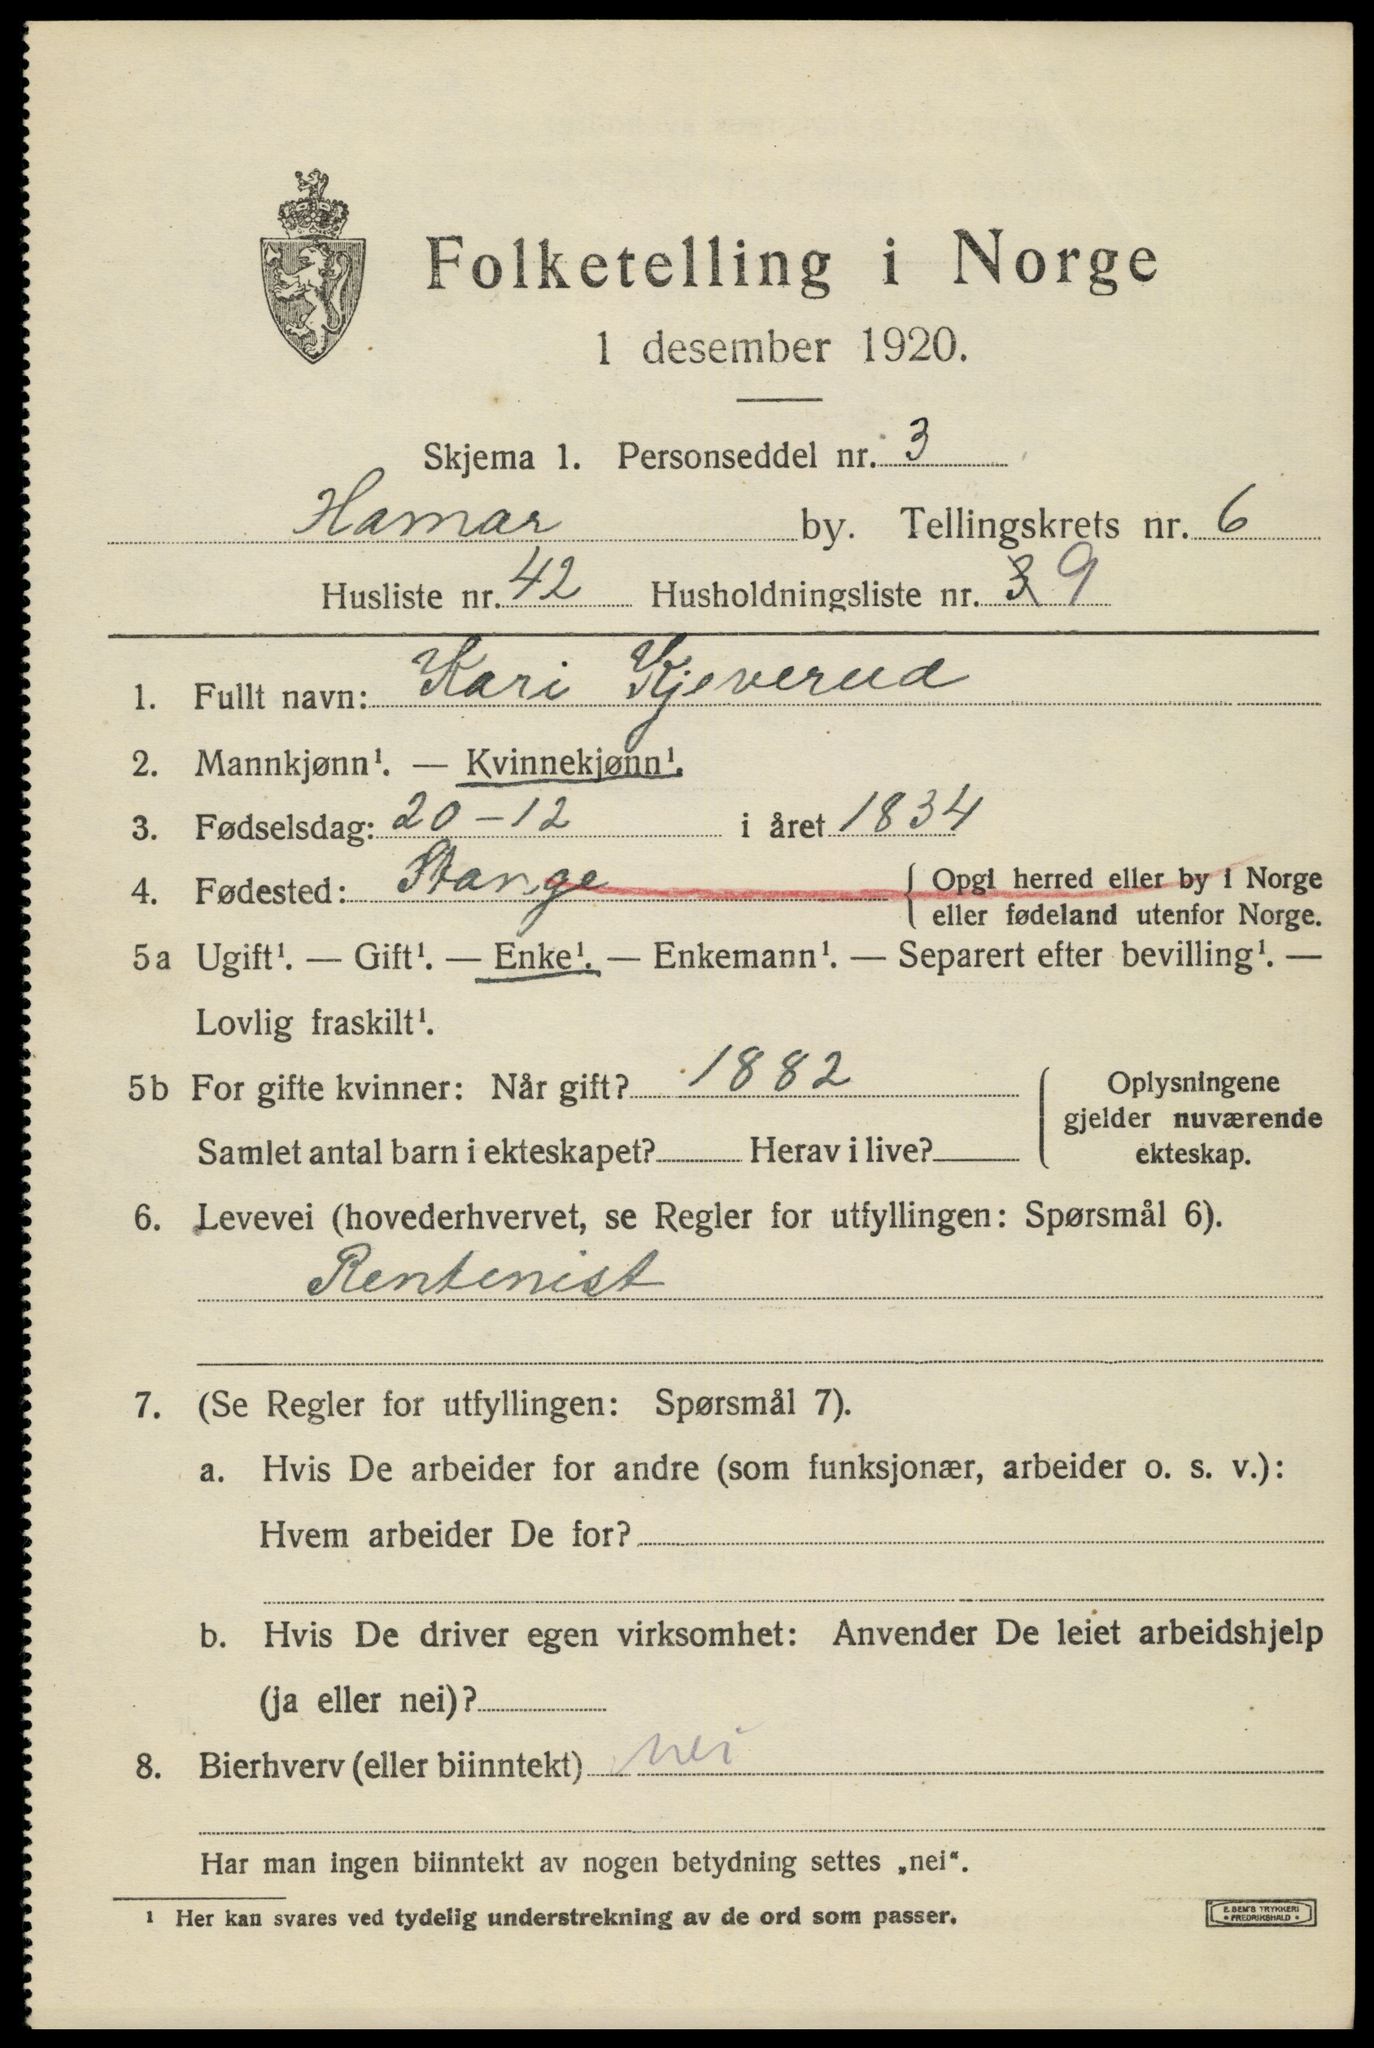 Folketelling i Norge
1 desember 1920.
Skjema 1. Personseddel nr. 3
Hamar by. Tellingskrets nr. 6
Husliste nr. 42 Husholdningsliste nr. 3 9
1. Fullt navn: Kari Kjeverud
2. Mannkjønn¹. — Kvinnekjønn¹.
3. Fødselsdag: 20-12 i året 1834
4. Fødested: Stange { Opgi herred eller by i Norge
eller fødeland utenfor Norge.
5a Ugift¹. — Gift¹. — Enke¹. — Enkemann¹. — Separert efter bevilling¹. —
Lovlig fraskilt¹.
5b For gifte kvinner: Når gift? 1882
Samlet antal barn i ekteskapet? Herav i live?
{ Oplysningene
gjelder nuværende
ekteskap.
6. Levevei (hovederhvervet, se Regler for utfyllingen: Spørsmål 6).
Rentenist
7. (Se Regler for utfyllingen: Spørsmål 7).
a. Hvis De arbeider for andre (som funksjonær, arbeider o. s. v.):
Hvem arbeider De for?
b. Hvis De driver egen virksomhet: Anvender De leiet arbeidshjelp
(ja eller nei)?
8. Bierhverv (eller biinntekt) nei
Har man ingen biinntekt av nogen betydning settes „nei“.
¹ Her kan svares ved tydelig understrekning av de ord som passer.
E. SEM'S TRYKKERI
FREDRIKSHALD